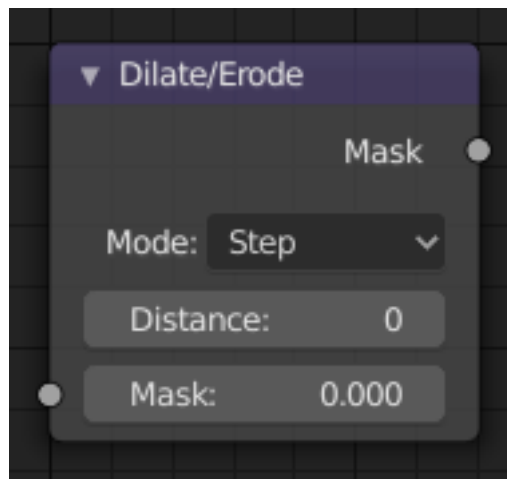 Dilate/Erode
Mask
Mode: Step
Distance: 0
Mask: 0.000